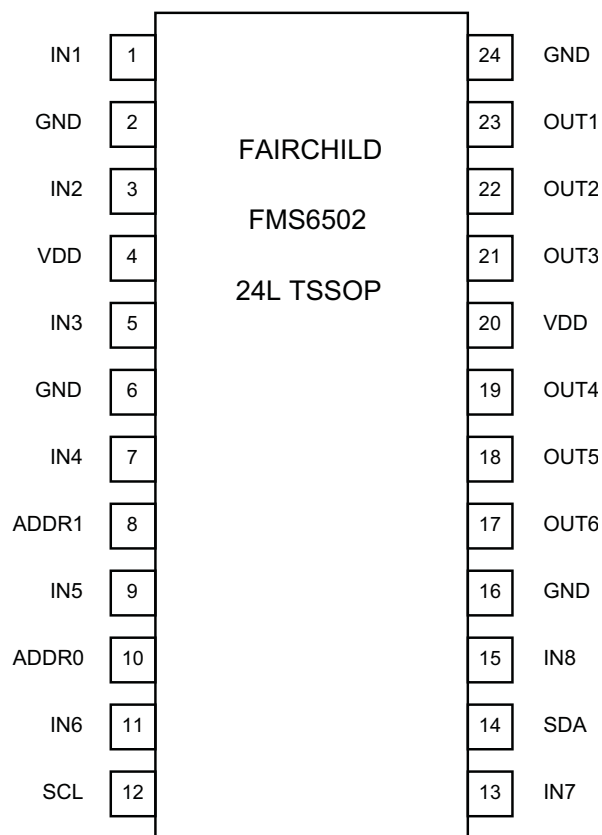 IN1 1 24 GND
GND 2 23 OUT1
FAIRCHILD
IN2 3 22 OUT2
FMS6502
VDD 4 21 OUT3
24L TSSOP
IN3 5 20 VDD
GND 6 19 OUT4
IN4 7 18 OUT5
ADDR1 8 17 OUT6
IN5 9 16 GND
ADDR0 10 15 IN8
IN6 11 14 SDA
SCL 12 13 IN7